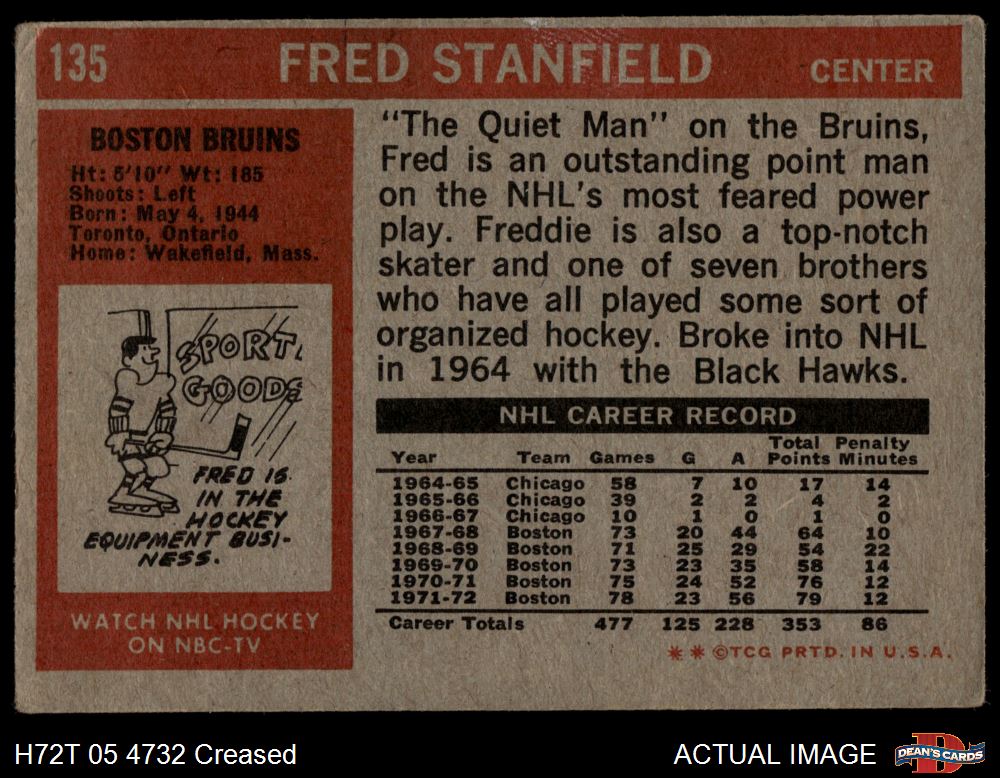 135 FRED STANFIELD CENTER
BOSTON BRUINS
Ht: 5'10" Wt: 185
Shoots: Left
Born: May 4, 1944
Toronto, Ontario
Home: Wakefield, Mass.
SPORT
GOODS
FRED IS
IN THE
HOCKEY
EQUIPMENT BUSI-
NESS.
WATCH NHL HOCKEY
ON NBC-TV
"The Quiet Man" on the Bruins,
Fred is an outstanding point man
on the NHL's most feared power
play. Freddie is also a top-notch
skater and one of seven brothers
who have all played some sort of
organized hockey. Broke into NHL
in 1964 with the Black Hawks.
NHL CAREER RECORD
Total Penalty
Year Team Games G A Points Minutes
1964-65 Chicago 58 7 10 17 14
1965-66 Chicago 39 2 2 4 2
1966-67 Chicago 10 1 0 1 0
1967-68 Boston 73 20 44 64 10
1968-69 Boston 71 25 29 54 22
1969-70 Boston 73 23 35 58 14
1970-71 Boston 75 24 52 76 12
1971-72 Boston 78 23 56 79 12
Career Totals 477 125 228 353 86
* * ©TCG PRTD. IN U.S.A.
H72T 05 4732 Creased ACTUAL IMAGE DEAN'S CARDS